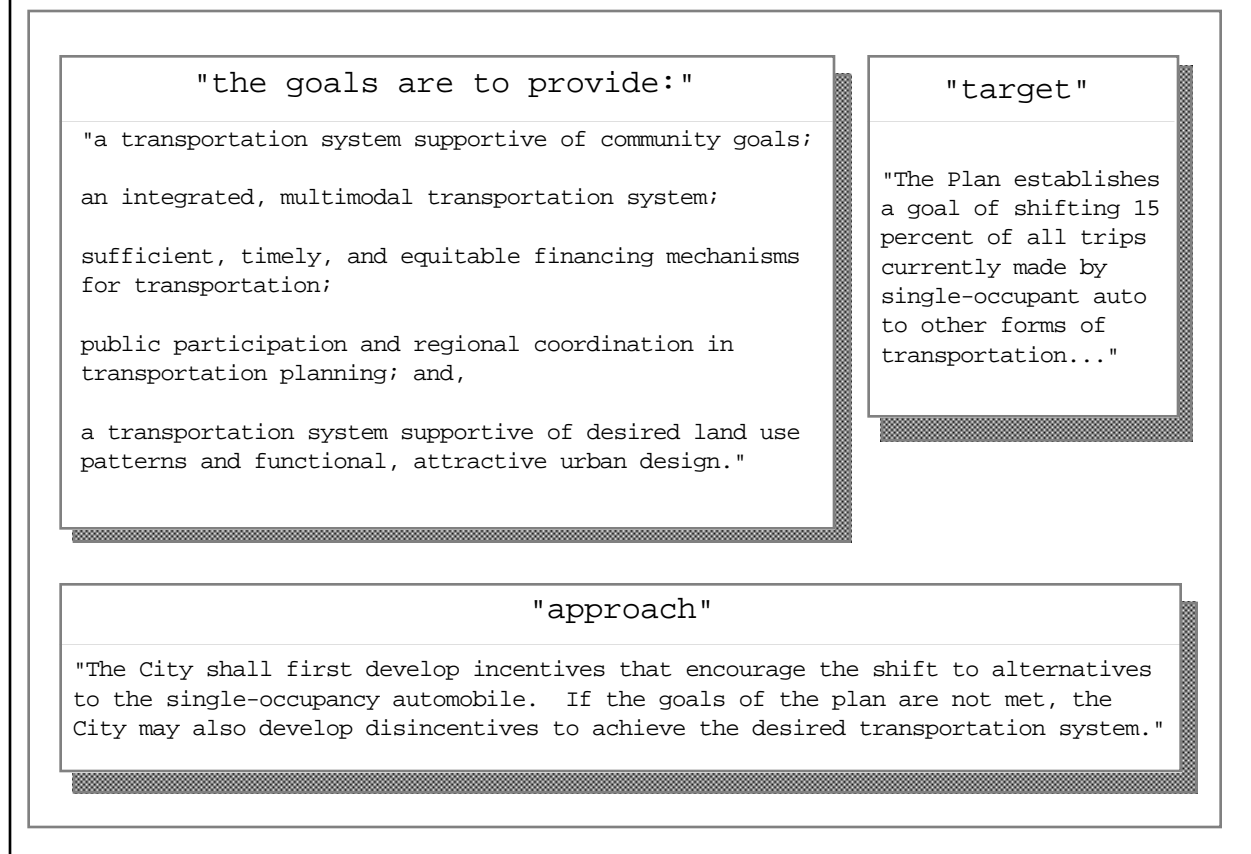 "the goals are to provide:"
"a transportation system supportive of community goals;
an integrated, multimodal transportation system;
sufficient, timely, and equitable financing mechanisms
for transportation;
public participation and regional coordination in
transportation planning; and,
a transportation system supportive of desired land use
patterns and functional, attractive urban design."
"target"
"The Plan establishes
a goal of shifting 15
percent of all trips
currently made by
single-occupant auto
to other forms of
transportation..."
"approach"
"The City shall first develop incentives that encourage the shift to alternatives
to the single-occupancy automobile.  If the goals of the plan are not met, the
City may also develop disincentives to achieve the desired transportation system."